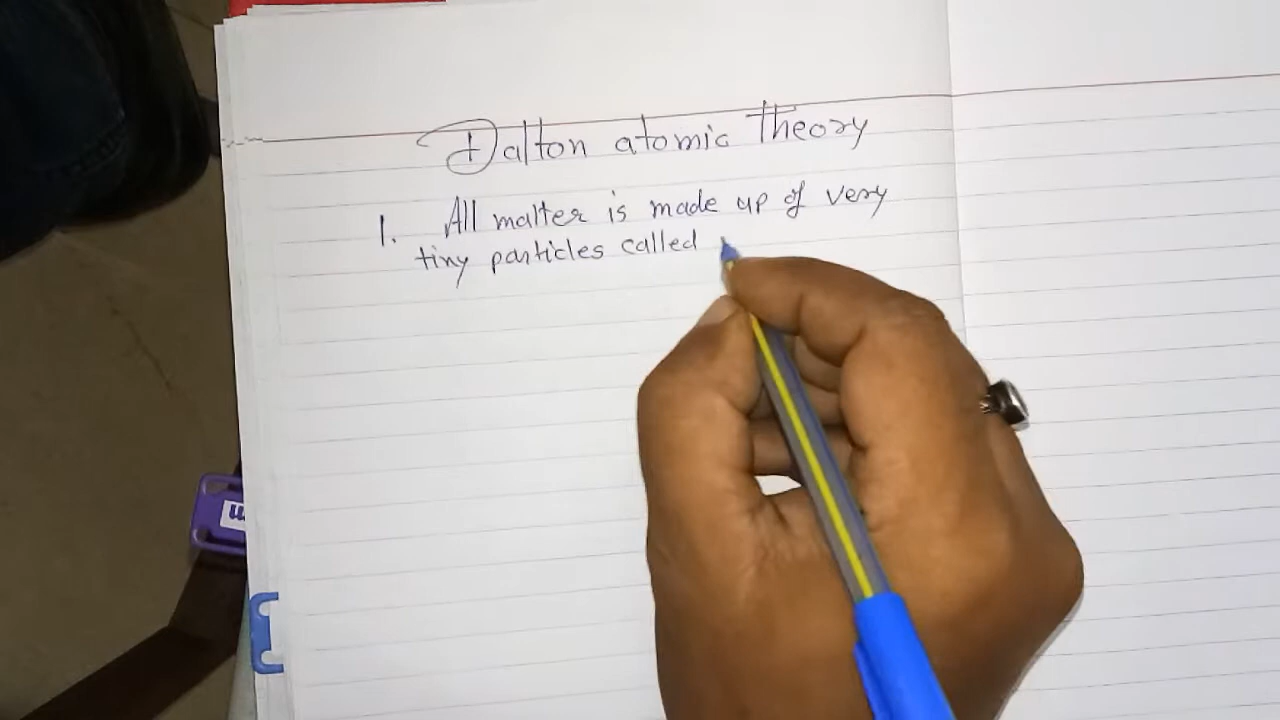 Dalton atomic theory
1. All matter is made up of very
tiny particles called